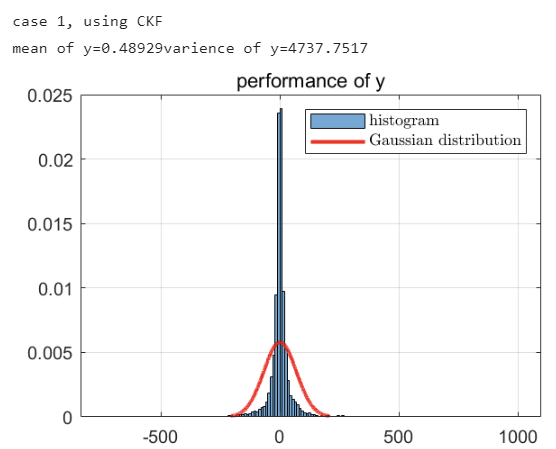 case 1, using CKF
mean of y=0.48929varience of y=4737.7517
performance of y
0.025
histogram
Gaussian distribution
0.02
0.015
0.01
0.005
0
-500
0
500
1000